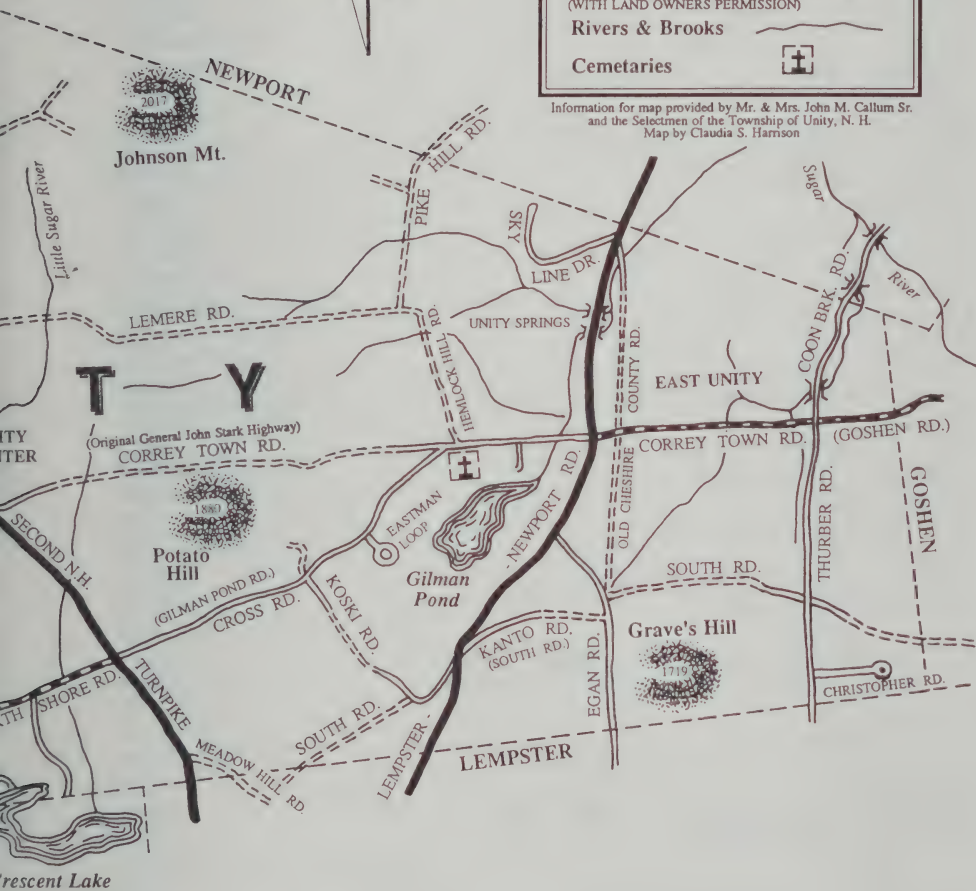 (WITH LAND OWNERS PERMISSION)
Rivers & Brooks
Cemetaries
Information for map provided by Mr. & Mrs. John M. Callum Sr.
and the Selectmen of the Township of Unity, N. H.
Map by Claudia S. Harrison
NEWPORT
2017
Johnson Mt.
PIKE HILL RD.
Little Sugar River
Sugar River
SKY LINE DR.
LEMERE RD.
UNITY SPRINGS
HEMLOCK HILL RD.
COUNTY RD.
COON BRK. RD.
EAST UNITY
T Y
ITY
TER
(Original General John Stark Highway)
CORREY TOWN RD.
CORREY TOWN RD. (GOSHEN RD.)
GOSHEN
1880
Potato
Hill
EASTMAN
LOOP
Gilman
Pond
- NEWPORT RD.
OLD CHESHIRE
THURBER RD.
SECOND N.H.
TURNPIKE
(GILMAN POND RD.)
CROSS RD.
KOSKI RD.
SOUTH RD.
KANTO RD.
(SOUTH RD.)
EGAN RD.
Grave's Hill
1719
CHRISTOPHER RD.
RTH SHORE RD.
SOUTH RD.
MEADOW HILL RD.
LEMPSTER -
LEMPSTER
rescent Lake